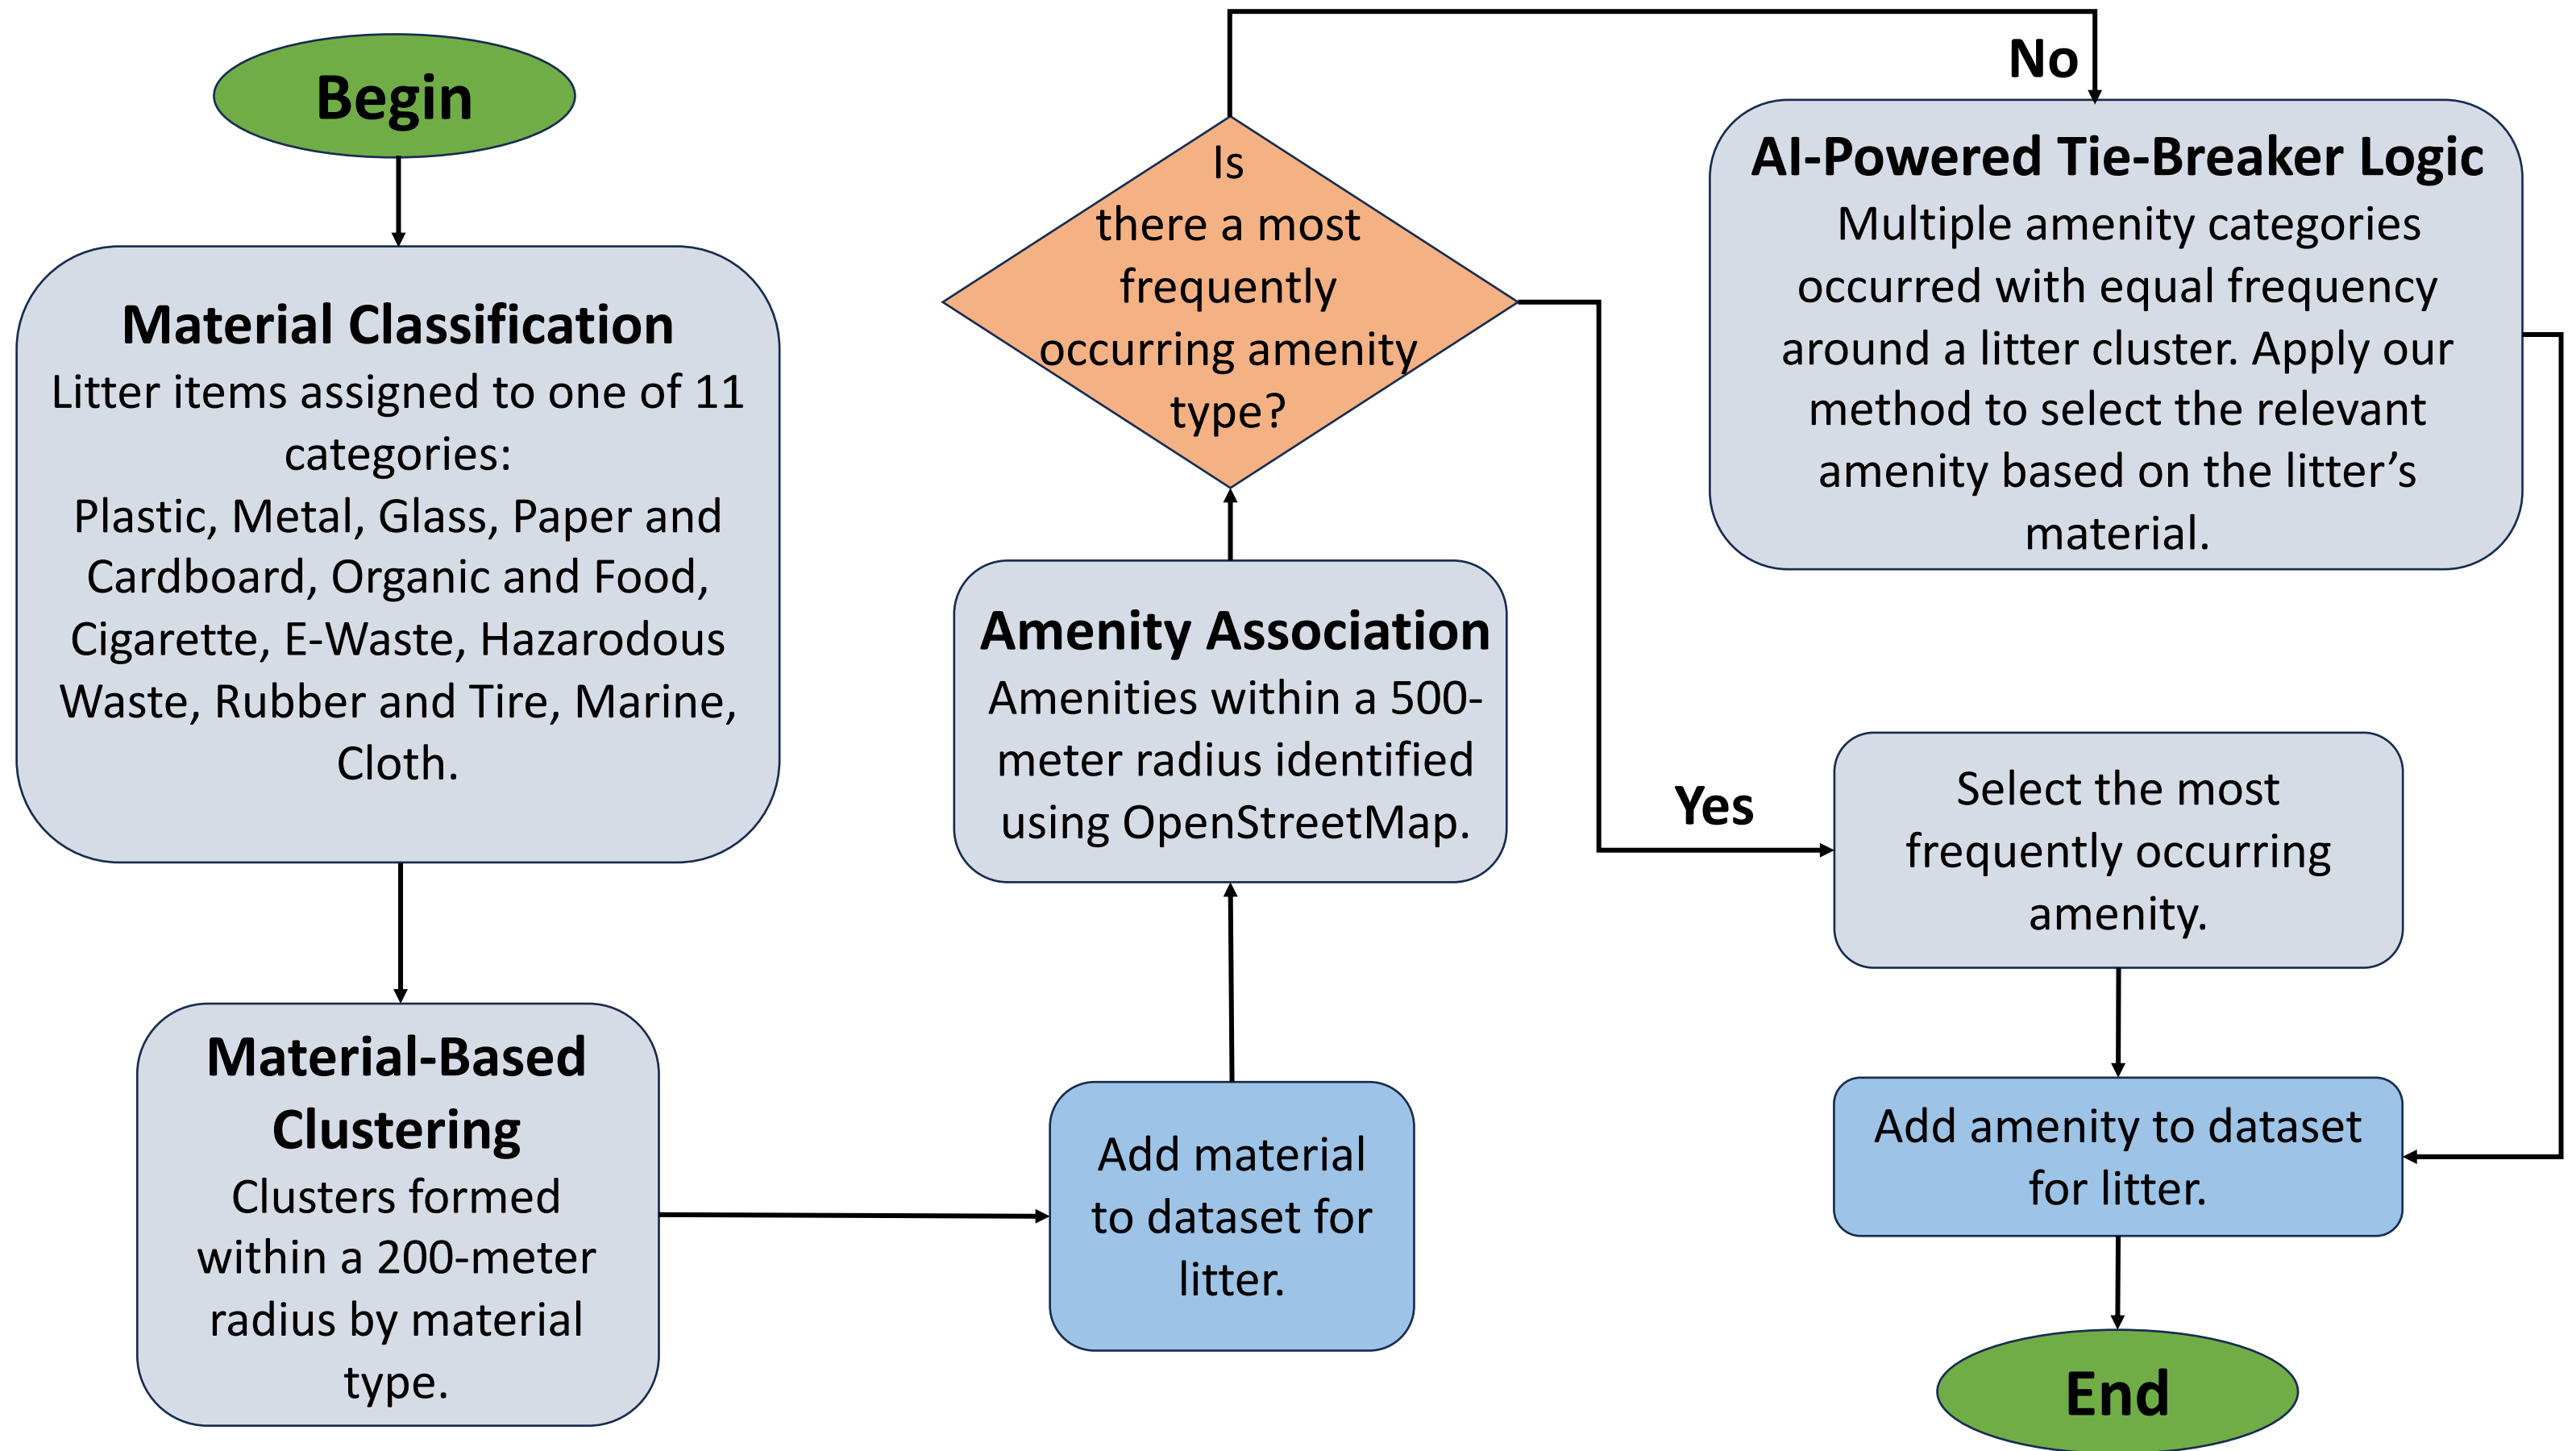 Begin
Material Classification
Litter items assigned to one of 11
categories:
Plastic, Metal, Glass, Paper and
Cardboard, Organic and Food,
Cigarette, E-Waste, Hazarodous
Waste, Rubber and Tire, Marine,
Cloth.
Material-Based
Clustering
Clusters formed
within a 200-meter
radius by material
type.
Add material
to dataset for
litter.
Amenity Association
Amenities within a 500-
meter radius identified
using OpenStreetMap.
Is
there a most
frequently
occurring amenity
type?
No
AI-Powered Tie-Breaker Logic
Multiple amenity categories
occurred with equal frequency
around a litter cluster. Apply our
method to select the relevant
amenity based on the litter’s
material.
Yes
Select the most
frequently occurring
amenity.
Add amenity to dataset
for litter.
End